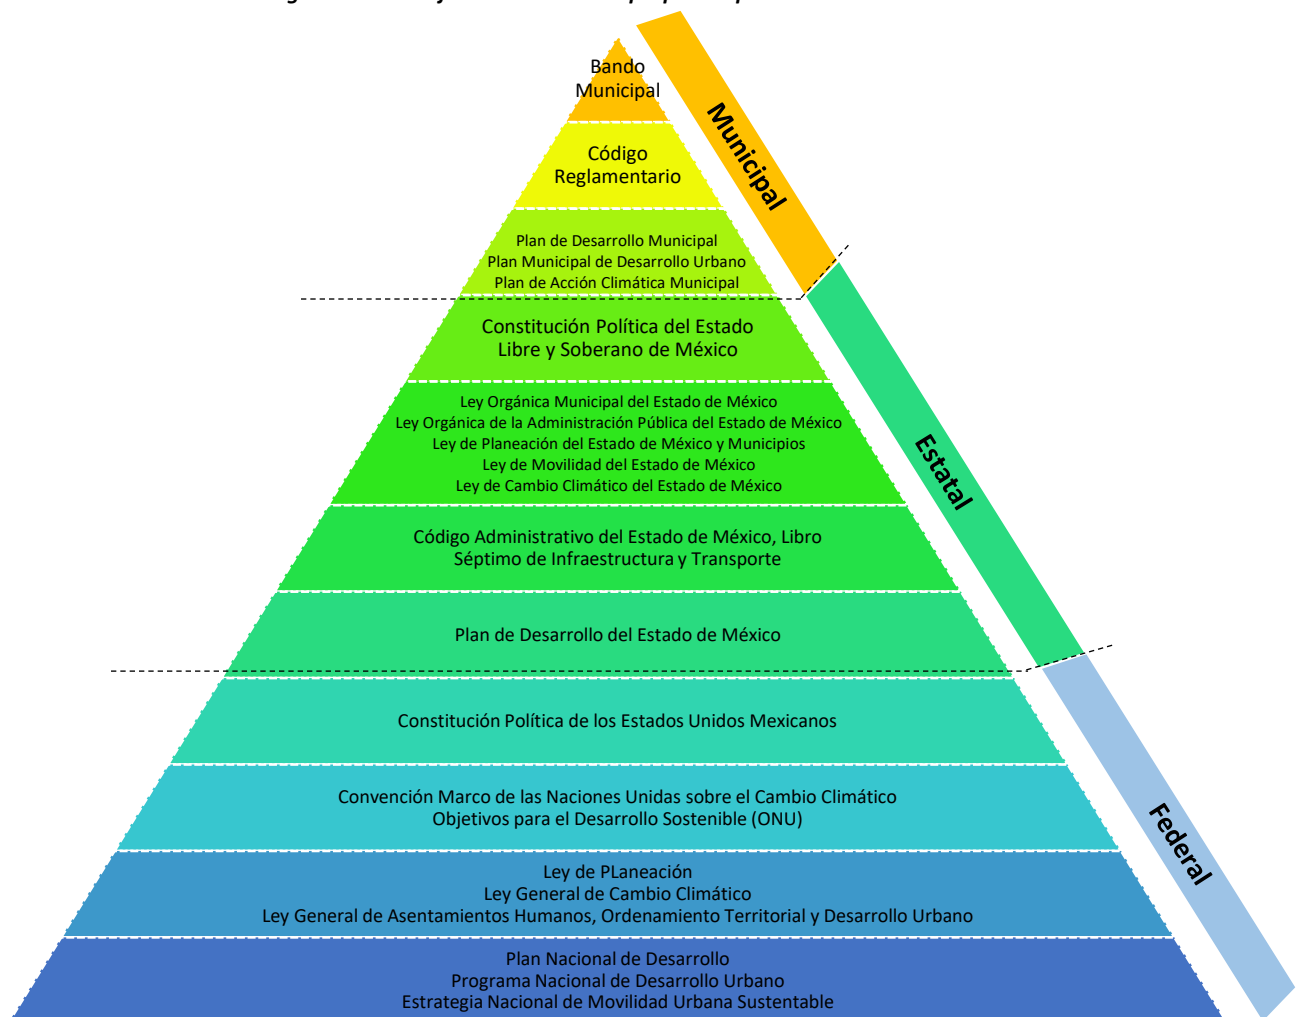 Bando
Municipal
Código
Reglamentario
Plan de Desarrollo Municipal
Plan Municipal de Desarrollo Urbano
Plan de Acción Climática Municipal
Constitución Política del Estado
Libre y Soberano de México
Ley Orgánica Municipal del Estado de México
Ley Orgánica de la Administración Pública del Estado de México
Ley de Planeación del Estado de México y Municipios
Ley de Movilidad del Estado de México
Ley de Cambio Climático del Estado de México
Código Administrativo del Estado de México, Libro
Séptimo de Infraestructura y Transporte
Plan de Desarrollo del Estado de México
Constitución Política de los Estados Unidos Mexicanos
Convención Marco de las Naciones Unidas sobre el Cambio Climático
Objetivos para el Desarrollo Sostenible (ONU)
Ley de PLaneación
Ley General de Cambio Climático
Ley General de Asentamientos Humanos, Ordenamiento Territorial y Desarrollo Urbano
Plan Nacional de Desarrollo
Programa Nacional de Desarrollo Urbano
Estrategia Nacional de Movilidad Urbana Sustentable
Municipal
Estatal
Federal